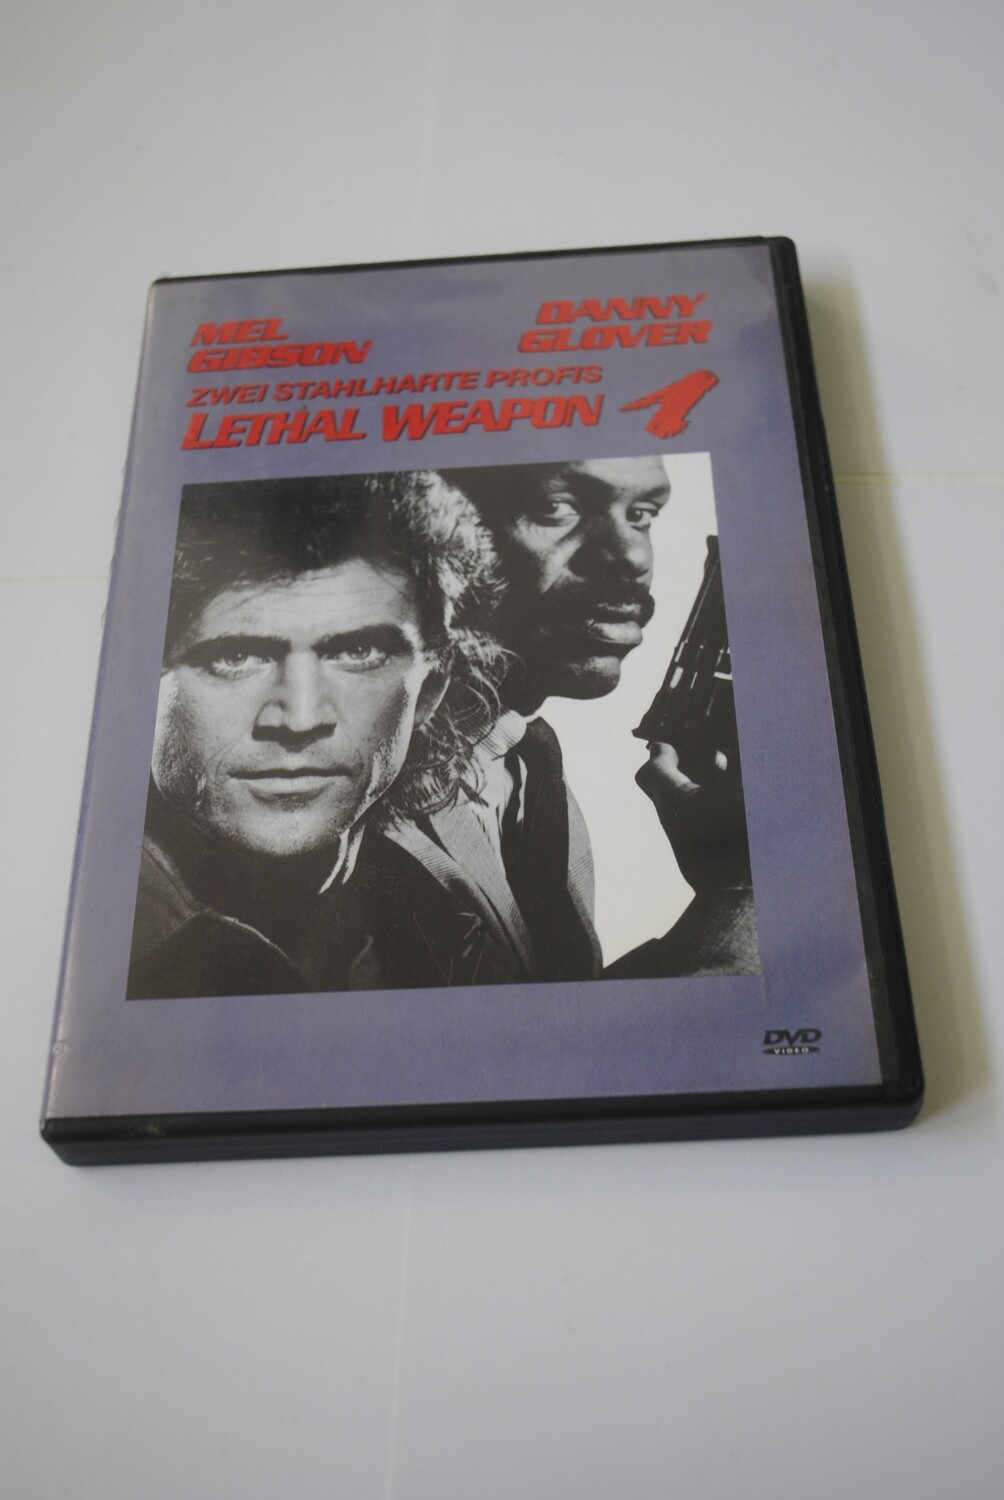 MEL
GIBSON
DANNY
GLOVER
ZWEI STAHLHARTE PROFIS
LETHAL WEAPON 1
DVD
VIDEO